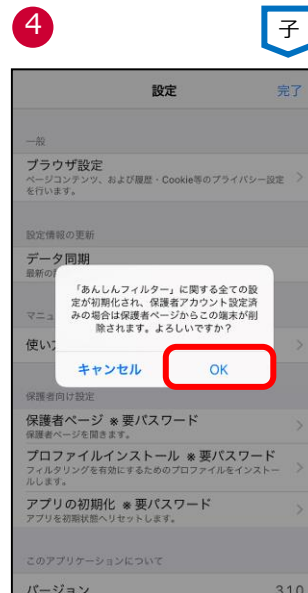 4
子
設定
完了
一般
ブラウザ設定
ページコンテンツ、および履歴・Cookie等のプライバシー設定
を行います。
設定情報の更新
データ同期
最新の
「あんしんフィルター」に関する全ての設
定が初期化され、保護者アカウント設定済
みの場合は保護者ページからこの端末が削
除されます。よろしいですか？
キャンセル
OK
マニュ
使い
保護者向け設定
保護者ページ ※要パスワード
保護者ページを開きます。
プロファイルインストール ※要パスワード
フィルタリングを有効にするためのプロファイルをインストー
ルします。
アプリの初期化 ※要パスワード
アプリを初期状態へリセットします。
このアプリケーションについて
バージョン
3.1.0